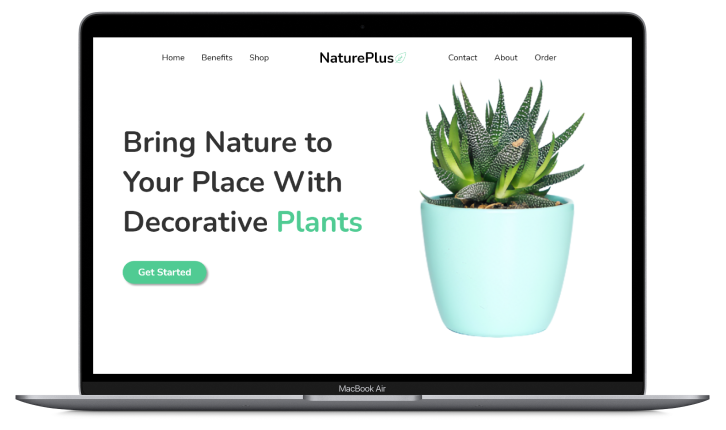 Home Benefits Shop NaturePlus Contact About Order
Bring Nature to
Your Place With
Decorative Plants
Get Started
MacBook Air